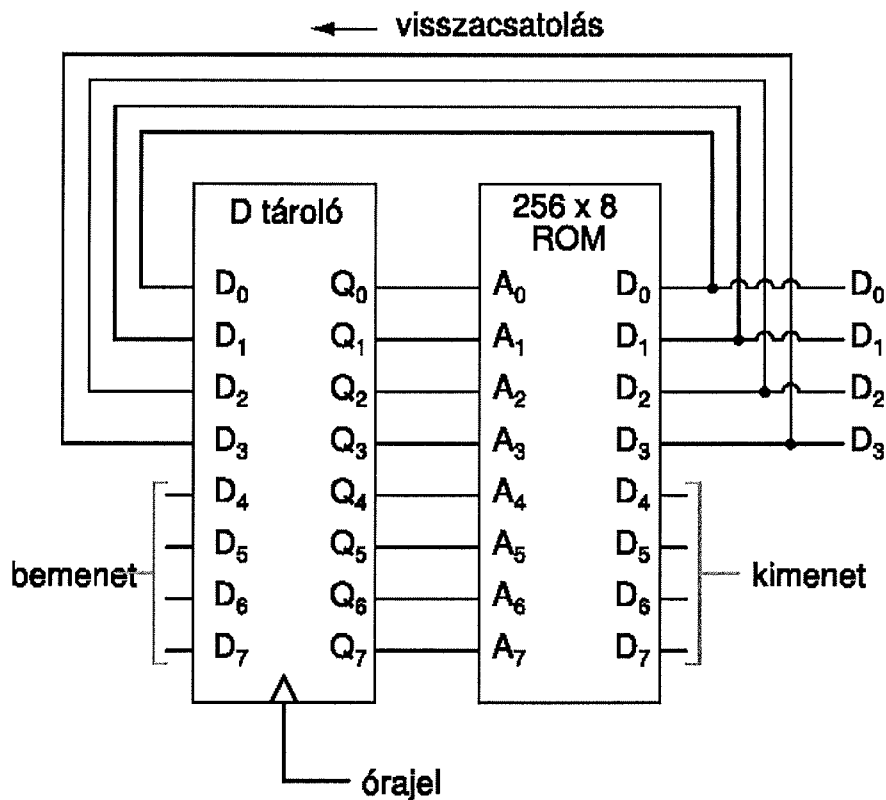 visszacsatolás
D tároló
256 x 8
ROM
D0 Q0 A0 D0 D0
D1 Q1 A1 D1 D1
D2 Q2 A2 D2 D2
D3 Q3 A3 D3 D3
D4 Q4 A4 D4
D5 Q5 A5 D5
bemenet kimenet
D6 Q6 A6 D6
D7 Q7 A7 D7
órajel